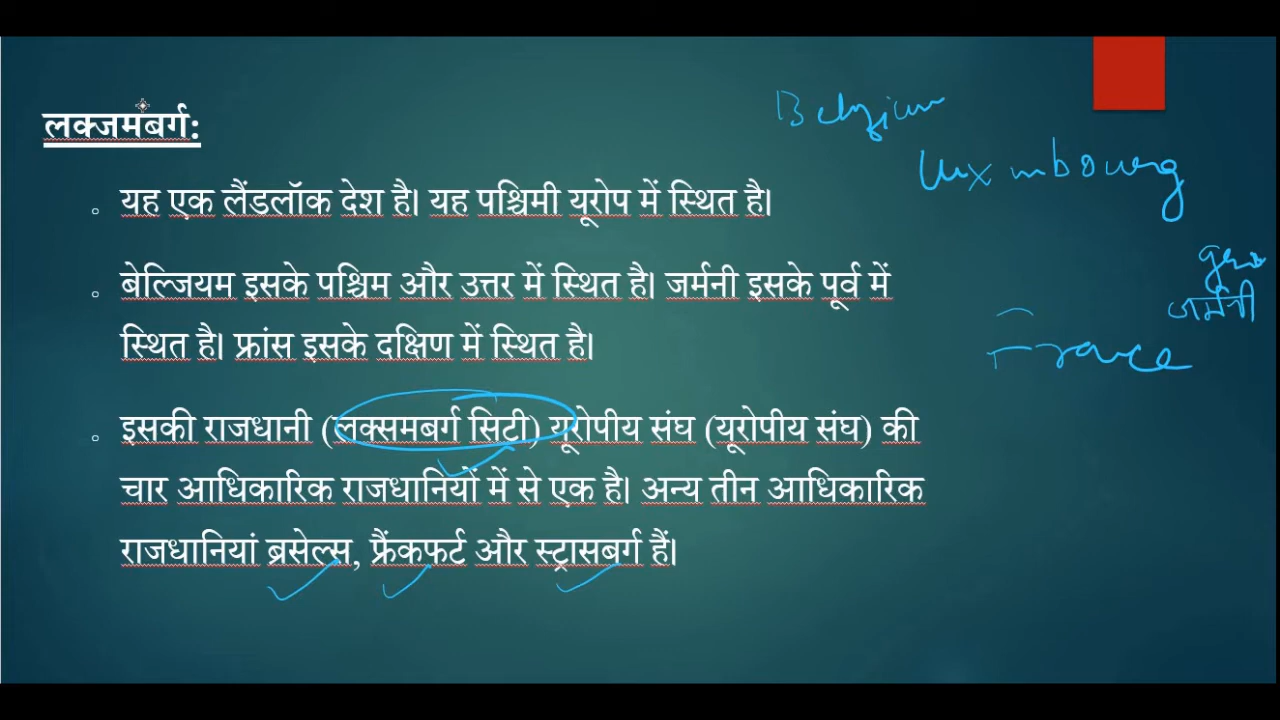 लक्जमबर्ग:
यह एक लैंडलॉक देश है। यह पश्चिमी यूरोप में स्थित है।
बेल्जियम इसके पश्चिम और उत्तर में स्थित है। जर्मनी इसके पूर्व में
स्थित है। फ्रांस इसके दक्षिण में स्थित है।
इसकी राजधानी (लक्समबर्ग सिटी) यूरोपीय संघ (यूरोपीय संघ) की
चार आधिकारिक राजधानियों में से एक है। अन्य तीन आधिकारिक
राजधानियां ब्रसेल्स, फ्रैंकफर्ट और स्ट्रासबर्ग हैं।
Belgium
Luxmbourg
जर्मनी
France